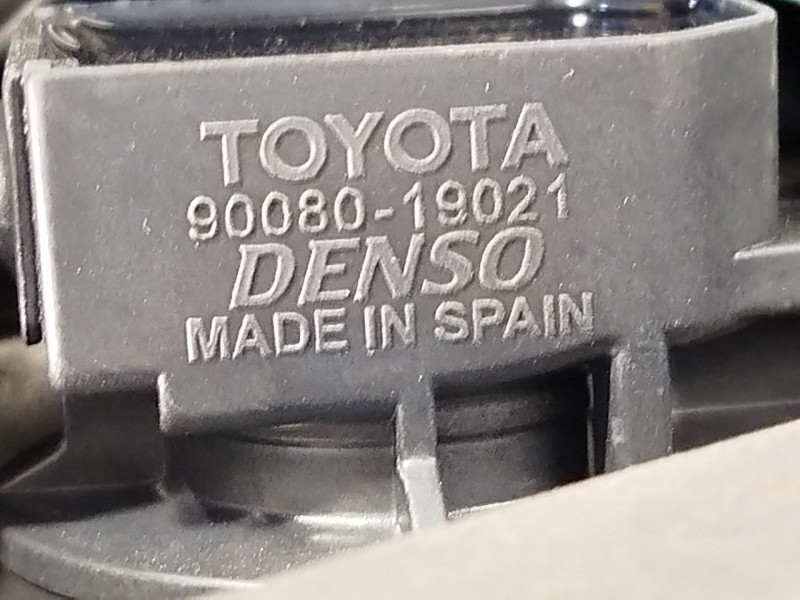 TOYOTA
90080-19021
DENSO
MADE IN SPAIN